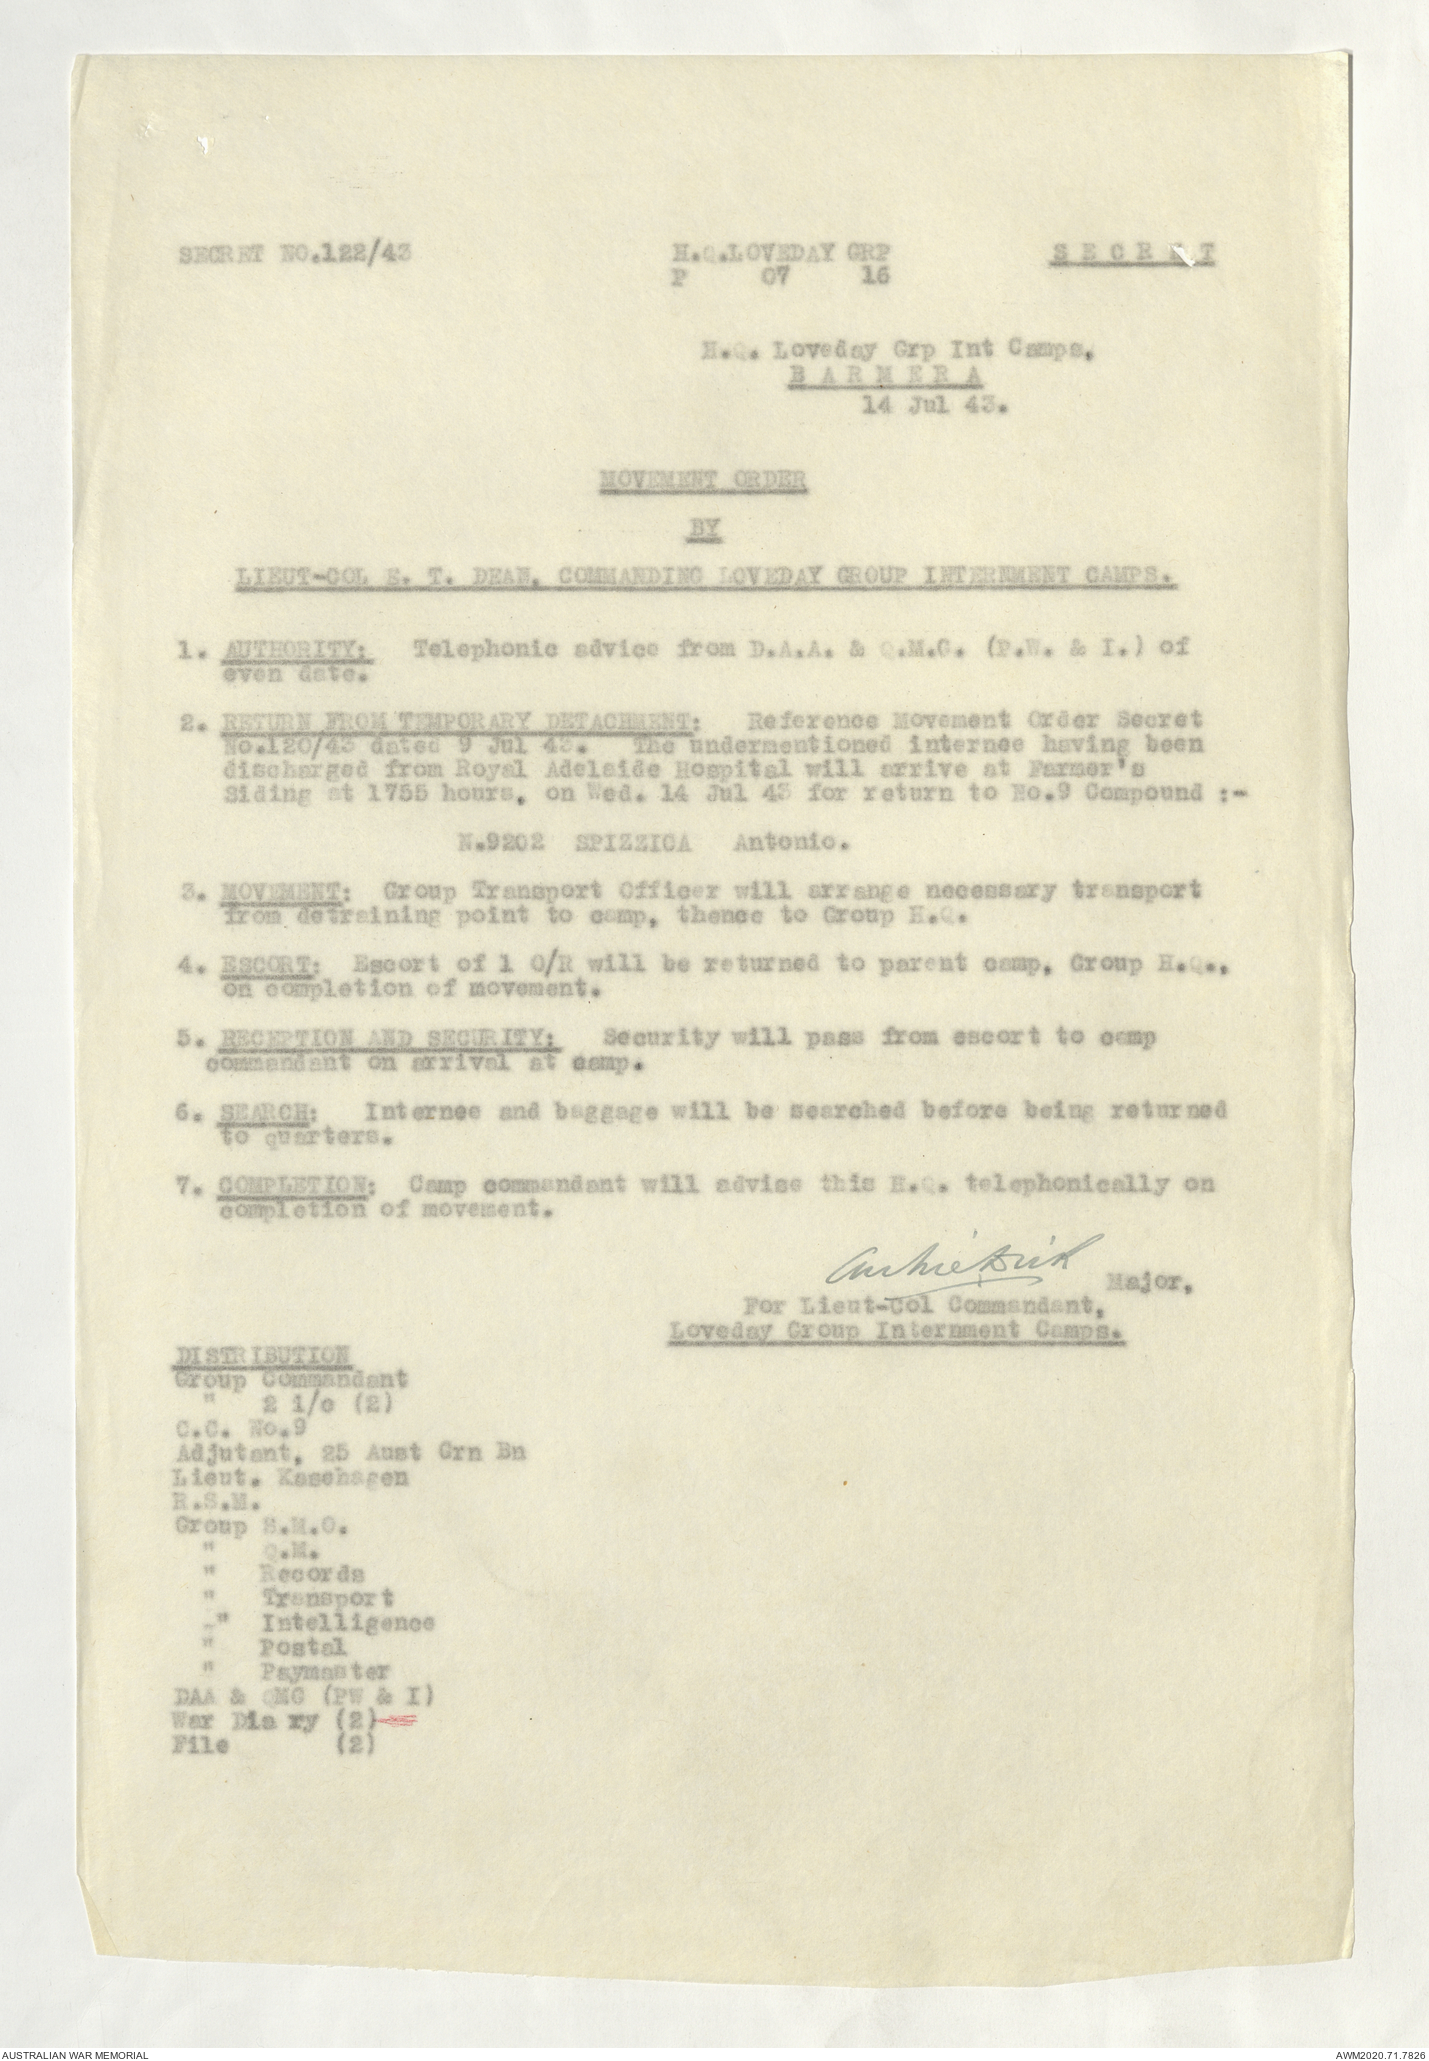 SECRET NO.122/43
H.Q.LOVEDAY GRP
P 07 16
S E C R E T
H.Q. Loveday Grp Int Camps,
B A R M E R A
14 Jul 43.
MOVEMENT ORDER
BY
LIEUT-COL E. T. DEAN, COMMANDING LOVEDAY GROUP INTERNMENT CAMPS.
1. AUTHORITY: Telephonic advice from D.A.A. & Q.M.G. (P.W. & I.) of
even date.
2. RETURN FROM TEMPORARY DETACHMENT: Reference Movement Order Secret
No.120/43 dated 9 Jul 43. The undermentioned internee having been
discharged from Royal Adelaide Hospital will arrive at Farmer's
Siding at 1755 hours, on Wed. 14 Jul 43 for return to No.9 Compound :-
N.9202 SPIZZICA Antonio.
3. MOVEMENT: Group Transport Officer will arrange necessary transport
from detraining point to camp, thence to Group H.Q.
4. ESCORT: Escort of 1 O/R will be returned to parent camp, Group H.Q.,
on completion of movement.
5. RECEPTION AND SECURITY: Security will pass from escort to camp
commandant on arrival at camp.
6. SEARCH: Internee and baggage will be searched before being returned
to quarters.
7. COMPLETION: Camp commandant will advise this H.Q. telephonically on
completion of movement.
Major,
For Lieut-Col Commandant,
Loveday Group Internment Camps.
DISTRIBUTION
Group Commandant
" 2 i/c (2)
C.C. No.9
Adjutant, 25 Aust Grn Bn
Lieut. Kasehagen
R.S.M.
Group S.M.O.
" Q.M.
" Records
" Transport
-" Intelligence
" Postal
" Paymaster
DAA & QMG (PW & I)
War Diary (2)
File (2)
AUSTRALIAN WAR MEMORIAL
AWM2020.71.7826